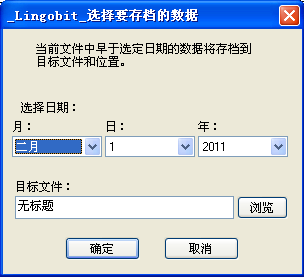 _Lingobit_选择要存档的数据
当前文件中早于选定日期的数据将存档到
目标文件和位置。
选择日期：
月： 日： 年：
二月 1 2011
目标文件：
无标题 浏览
确定 取消